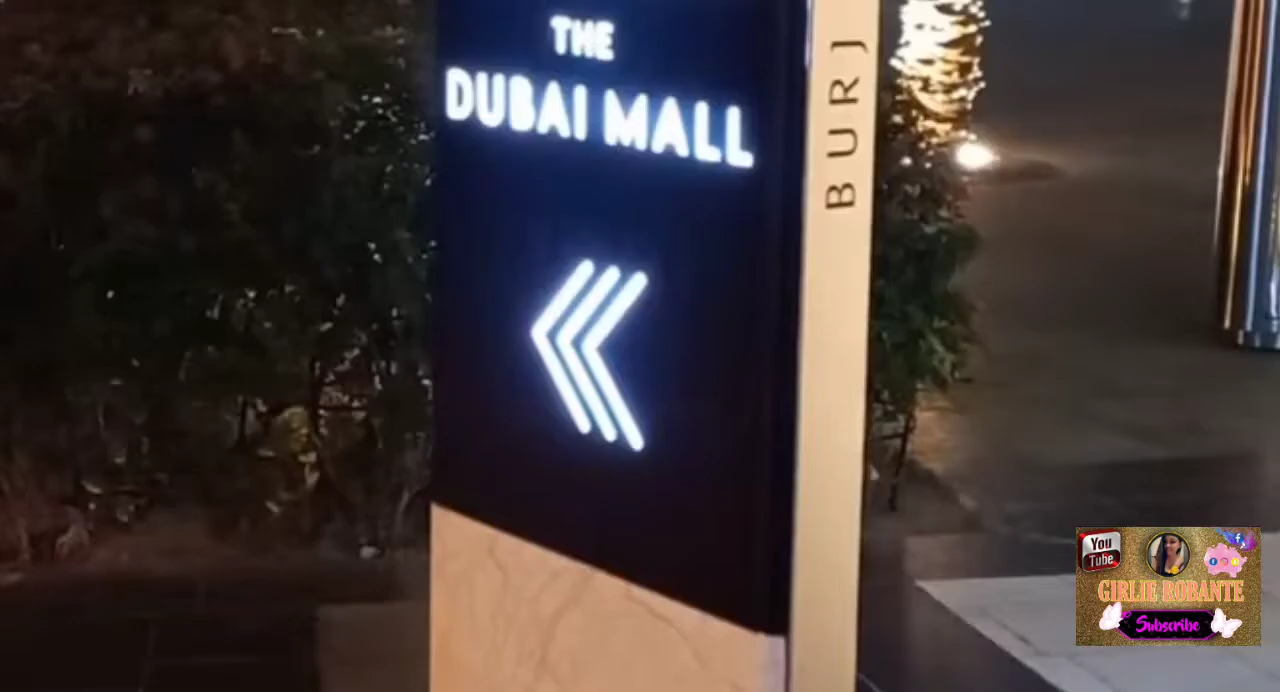 THE
DUBAI MALL
BURJ
You
Tube
GIRLIE ROBANTE
Subscribe